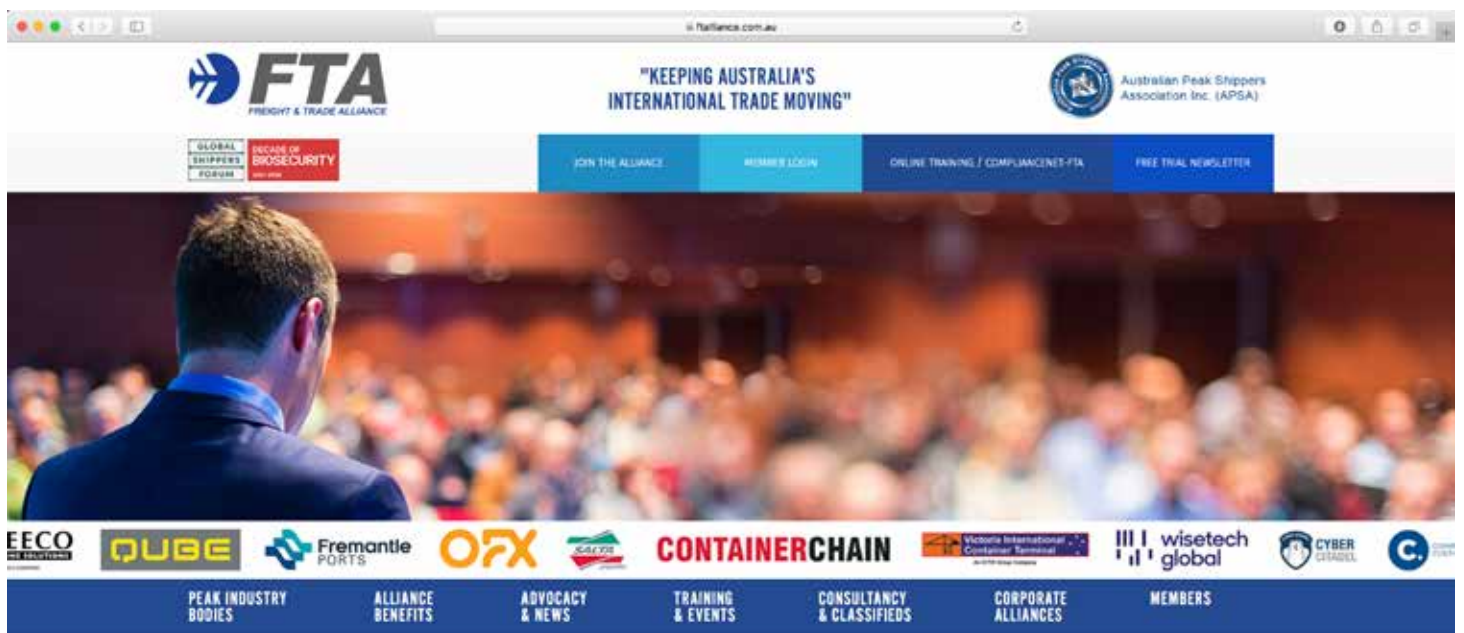 ftalliance.com.au
FTA
FREIGHT & TRADE ALLIANCE
"KEEPING AUSTRALIA'S
INTERNATIONAL TRADE MOVING"
Australian Peak Shippers
Association Inc. (APSA)
GLOBAL
SHIPPERS
FORUM
DECADE OF
BIOSECURITY
JOIN THE ALLIANCE
MEMBER LOGIN
ONLINE TRAINING / COMPLIANCENET-FTA
FREE TRIAL NEWSLETTER
EECO
QUBE
Fremantle
PORTS
OFX
SALTA
CONTAINERCHAIN
Victoria International
Container Terminal
wisetech
global
CYBER
CITADEL
C.
PEAK INDUSTRY
BODIES
ALLIANCE
BENEFITS
ADVOCACY
& NEWS
TRAINING
& EVENTS
CONSULTANCY
& CLASSIFIEDS
CORPORATE
ALLIANCES
MEMBERS